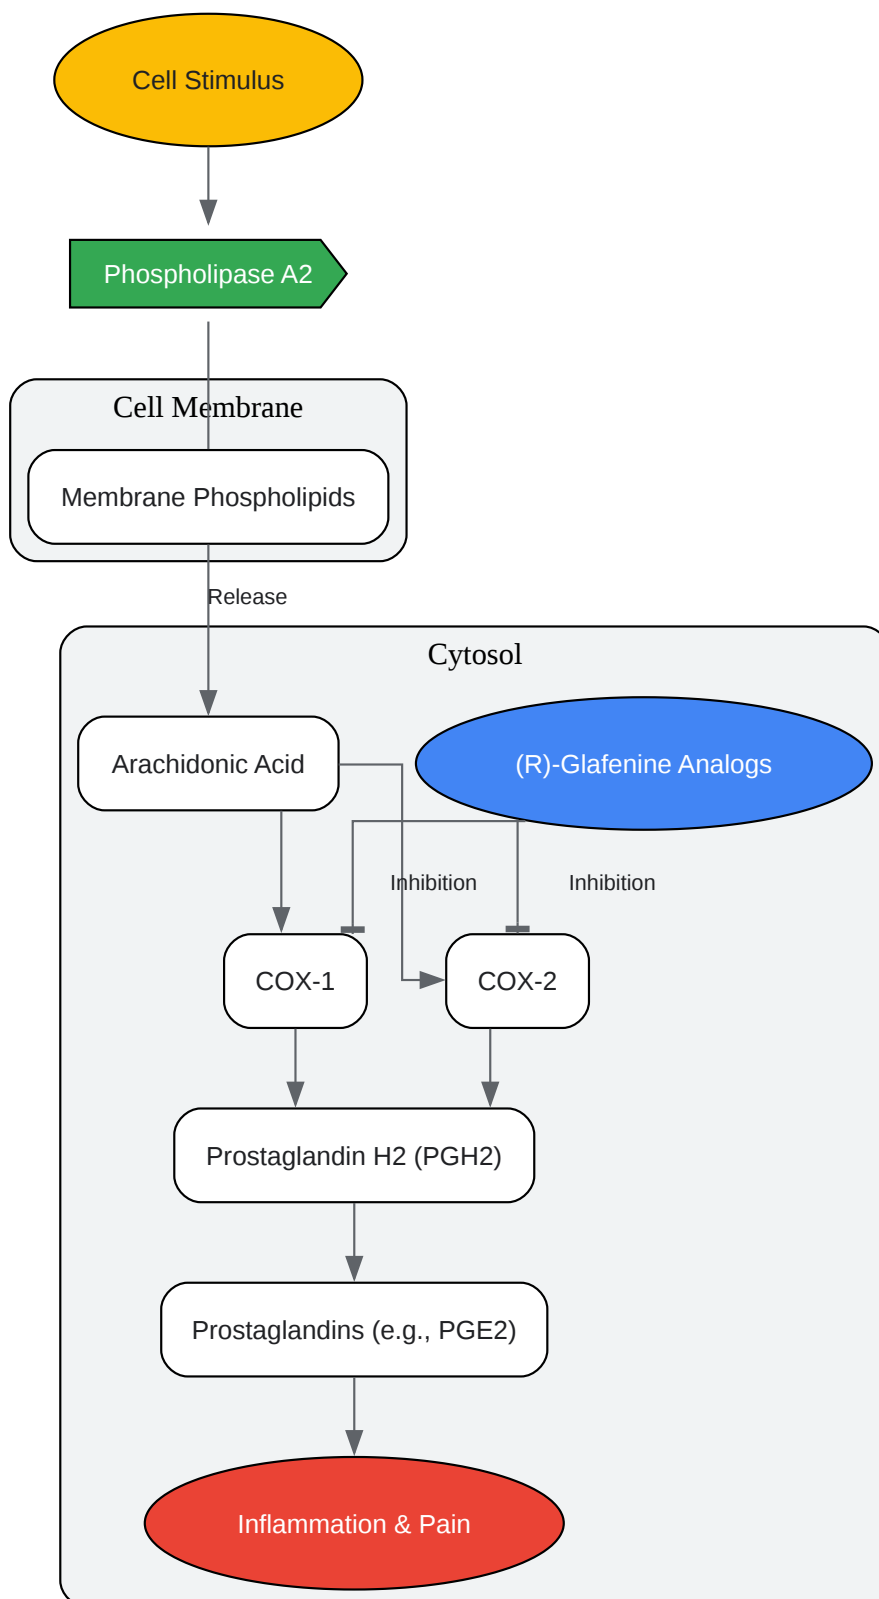 Cell Stimulus
Phospholipase A2
Cell Membrane
Membrane Phospholipids
Release
Cytosol
Arachidonic Acid
(R)-Glafenine Analogs
Inhibition
Inhibition
COX-1
COX-2
Prostaglandin H2 (PGH2)
Prostaglandins (e.g., PGE2)
Inflammation & Pain